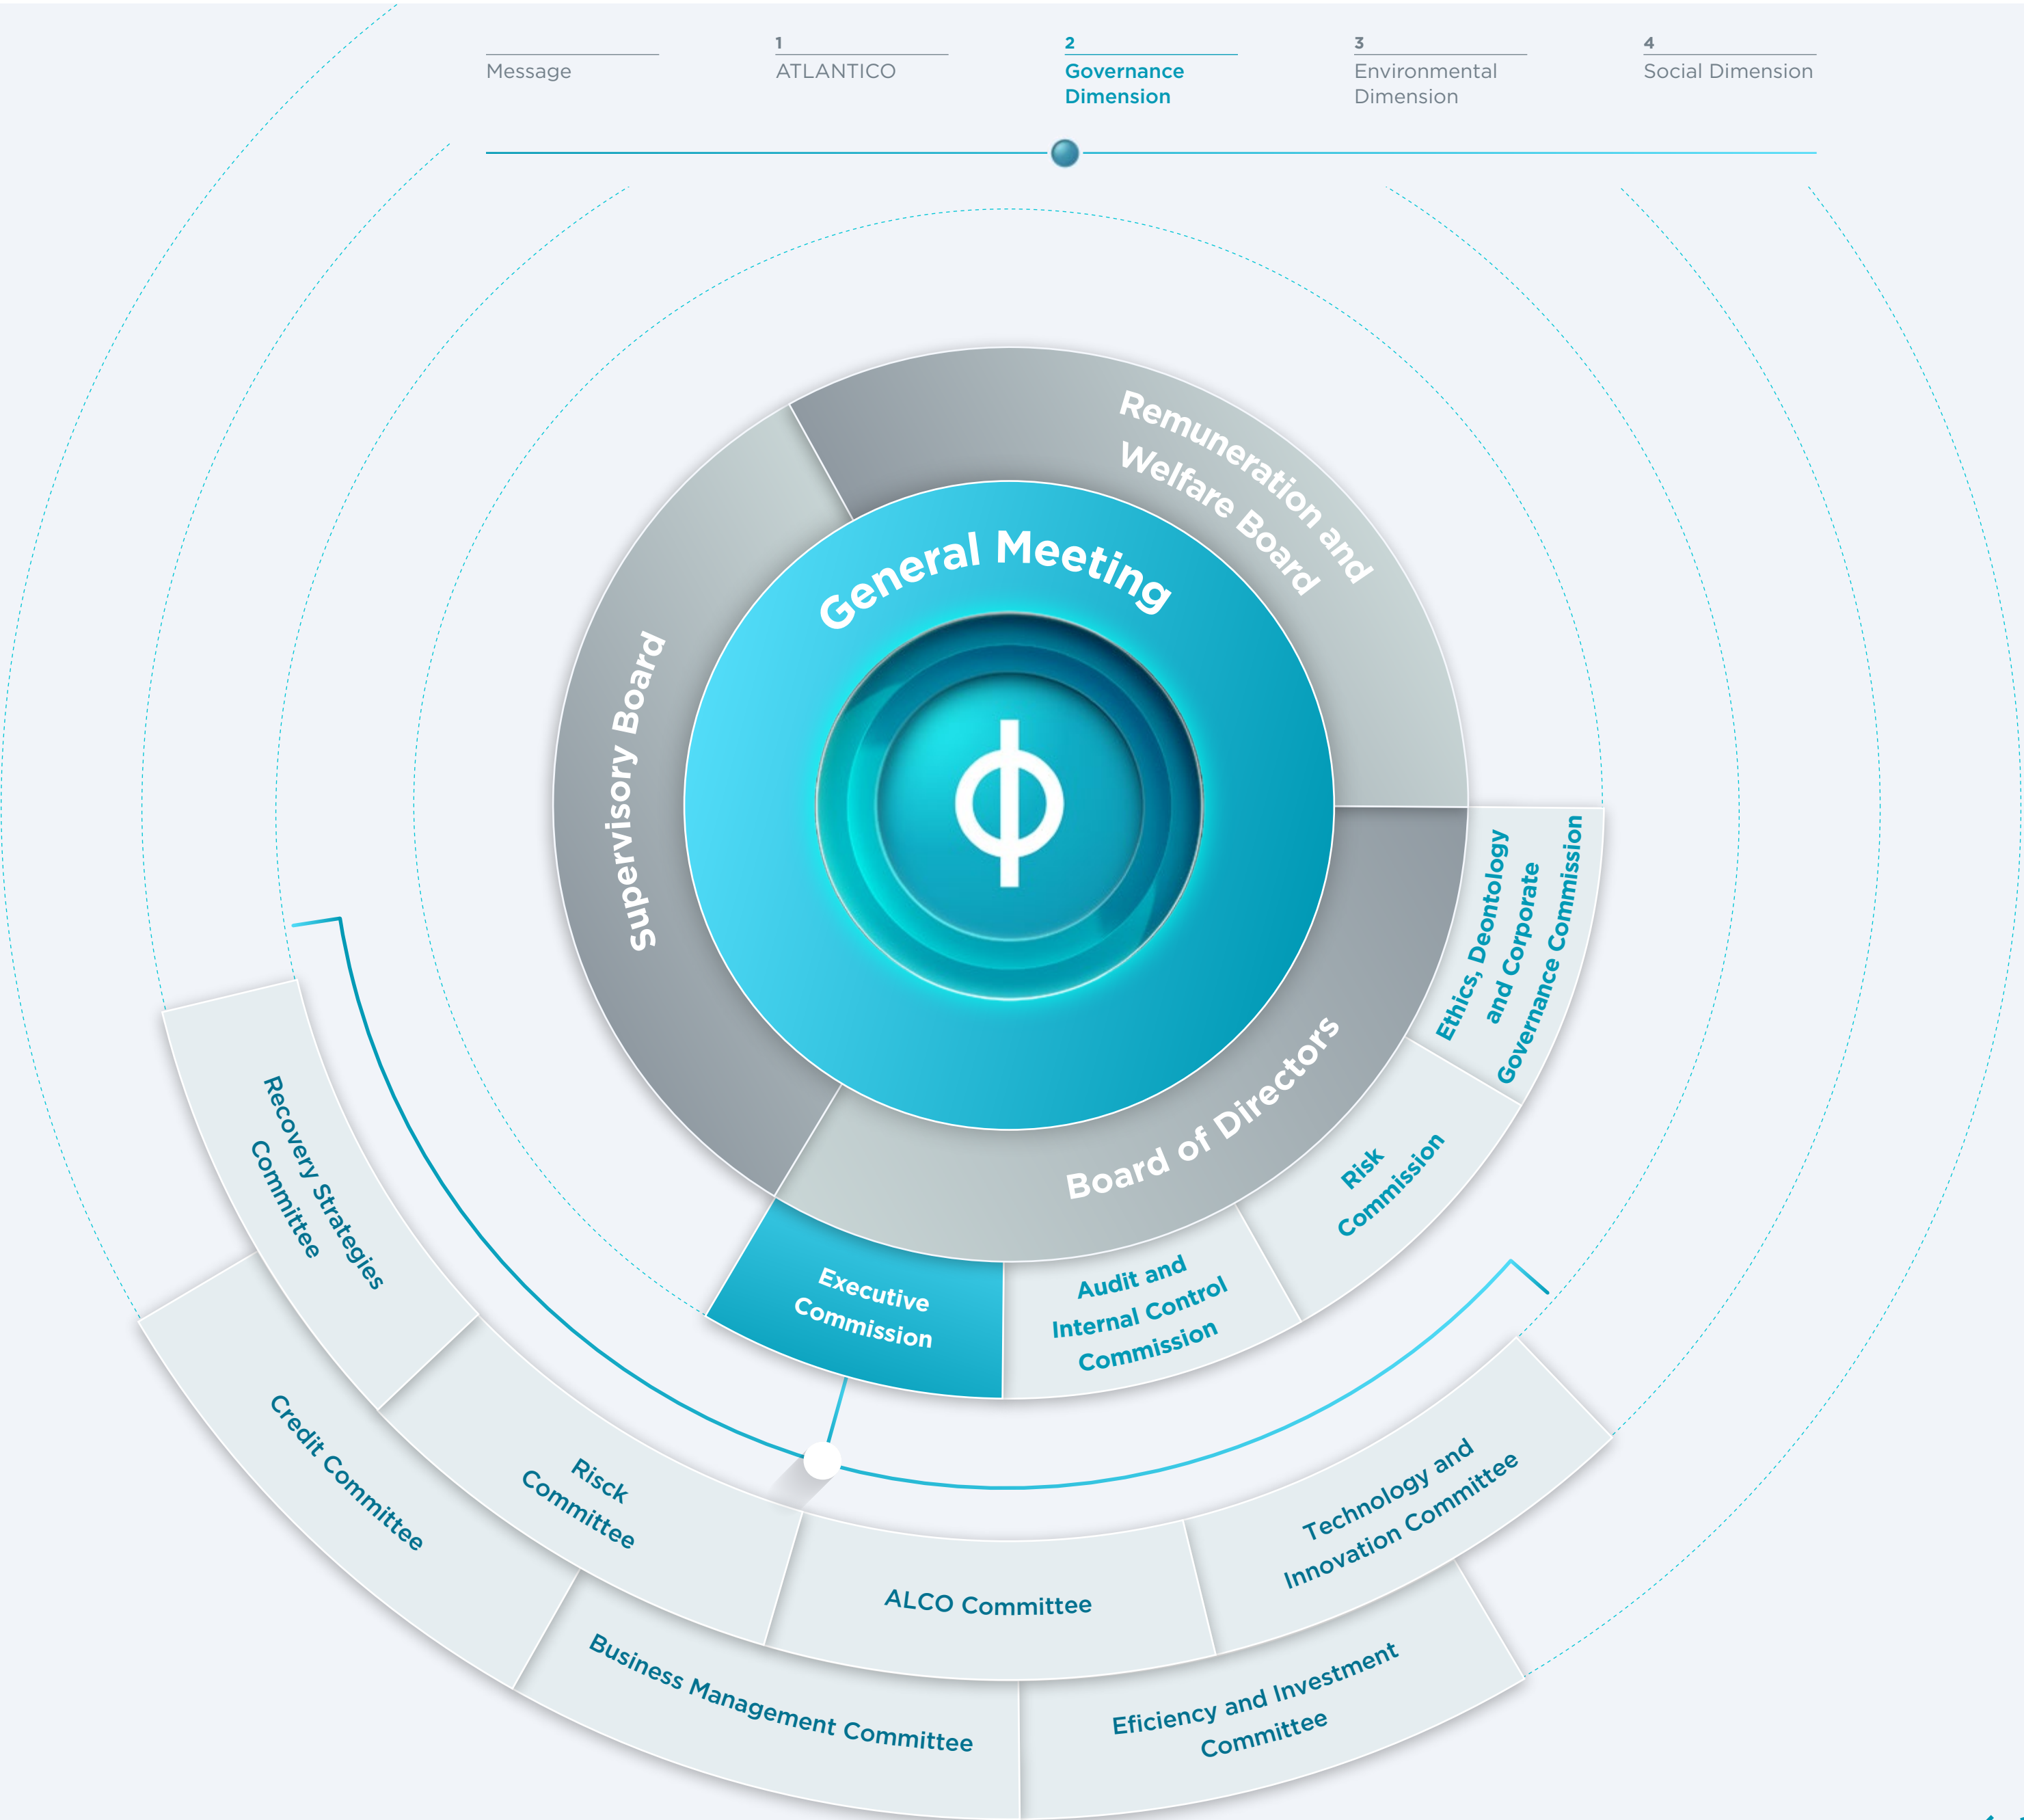 Message
1
ATLANTICO
2
Governance
Dimension
3
Environmental
Dimension
4
Social Dimension
Remuneration and
Welfare Board
General Meeting
Supervisory Board
Board of Directors
Ethics, Deontology
and Corporate
Governance Commission
Risk
Commission
Audit and
Internal Control
Commission
Executive
Commission
Recovery Strategies
Committee
Risck
Committee
ALCO Committee
Technology and
Innovation Committee
Credit Committee
Business Management Committee
Eficiency and Investment
Committee